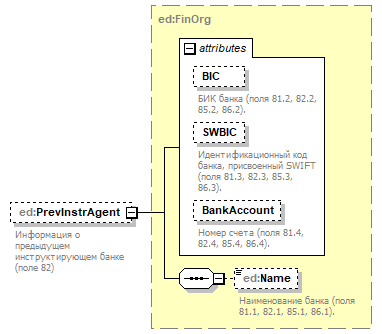 ed:FinOrg
attributes
BIC
БИК банка (поля 81.2, 82.2,
85.2, 86.2).
SWBIC
Идентификационный код
банка, присвоенный SWIFT
(поля 81.3, 82.3, 85.3,
86.3).
BankAccount
Номер счета (поля 81.4,
82.4, 85.4, 86.4).
ed:PrevInstrAgent
Информация о
предыдущем
инструктирующем банке
(поле 82)
ed:Name
Наименование банка (поля
81.1, 82.1, 85.1, 86.1).